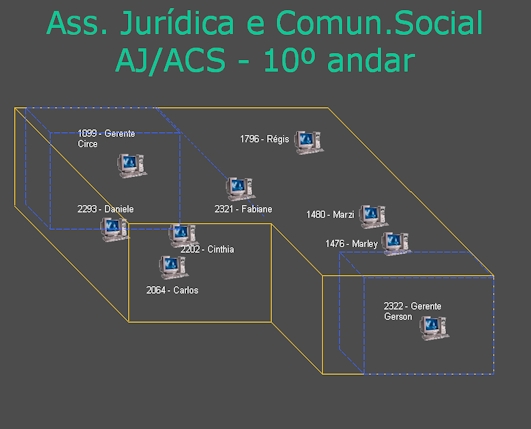 Ass. Jurídica e Comun.Social
AJ/ACS - 10º andar
1099 - Gerente
Circe
1796 - Régis
2293 - Daniele
2321 - Fabiane
1480 - Marzi
2202 - Cinthia
1476 - Marley
2064 - Carlos
2322 - Gerente
Gerson